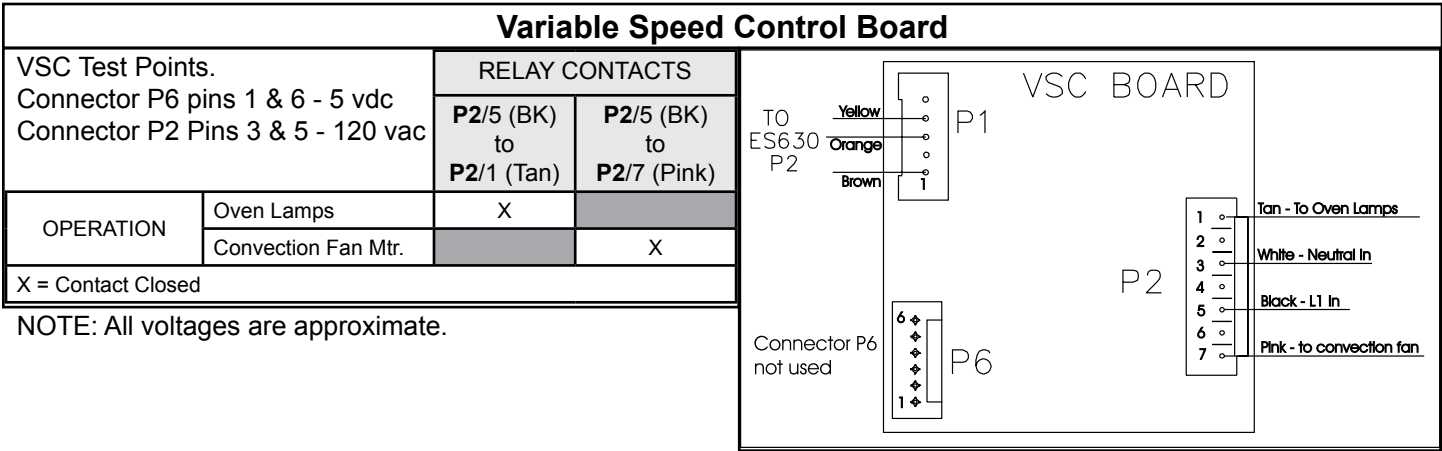 Variable Speed Control Board
VSC Test Points.
Connector P6 pins 1 & 6 - 5 vdc
Connector P2 Pins 3 & 5 - 120 vac
RELAY CONTACTS
P2/5 (BK)
to
P2/1 (Tan)
P2/5 (BK)
to
P2/7 (Pink)
OPERATION
Oven Lamps
X
Convection Fan Mtr.
X
X = Contact Closed
NOTE: All voltages are approximate.
VSC BOARD
TO
ES630
P2
Yellow
Orange
Brown
P1
1
P2
1
2
3
4
5
6
7
Tan - To Oven Lamps
White - Neutral In
Black - L1 In
Pink - to convection fan
Connector P6
not used
6
1
P6